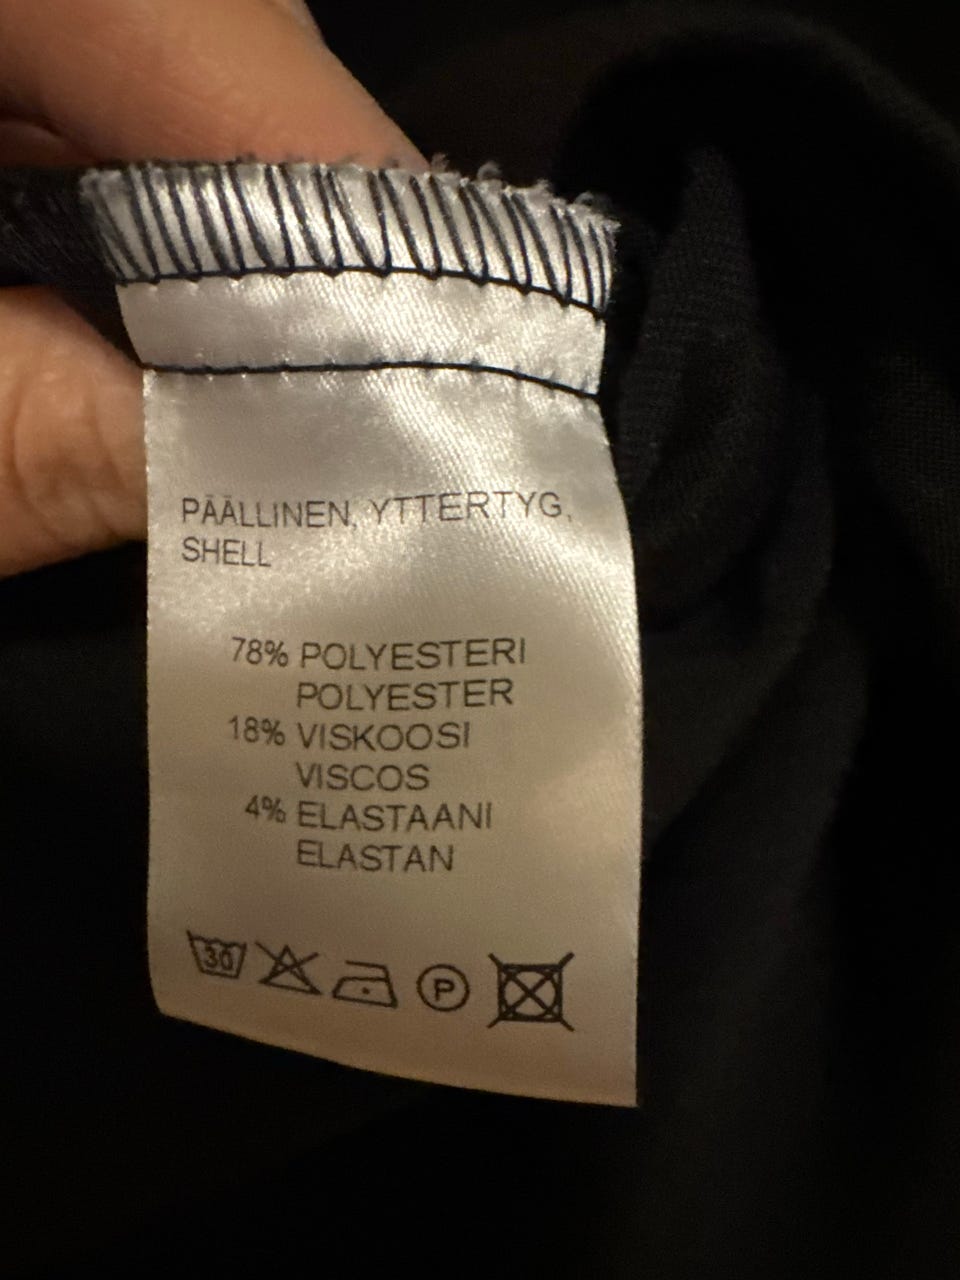 PÄÄLLINEN, YTTERTYG,
SHELL
78% POLYESTERI
POLYESTER
18% VISKOOSI
VISCOS
4% ELASTAANI
ELASTAN
30 P